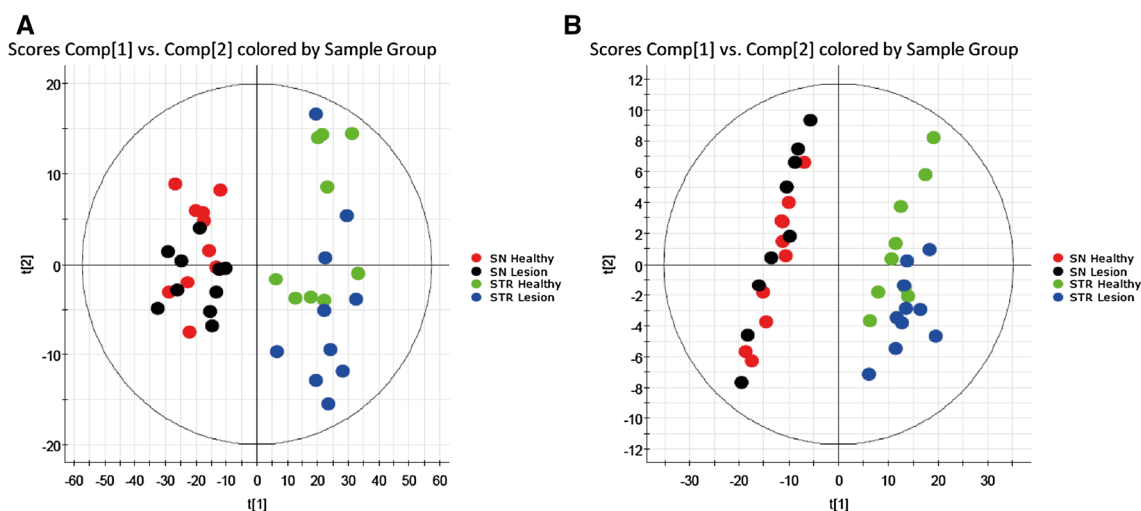 A
Scores Comp[1] vs. Comp[2] colored by Sample Group
20
10
0
-10
-20
t[2]
-60 -50 -40 -30 -20 -10 0 10 20 30 40 50 60
t[1]
SN Healthy
SN Lesion
STR Healthy
STR Lesion
B
Scores Comp[1] vs. Comp[2] colored by Sample Group
12
10
8
6
4
2
0
-2
-4
-6
-8
-10
-12
t[2]
-30 -20 -10 0 10 20 30
t[1]
SN Healthy
SN Lesion
STR Healthy
STR Lesion